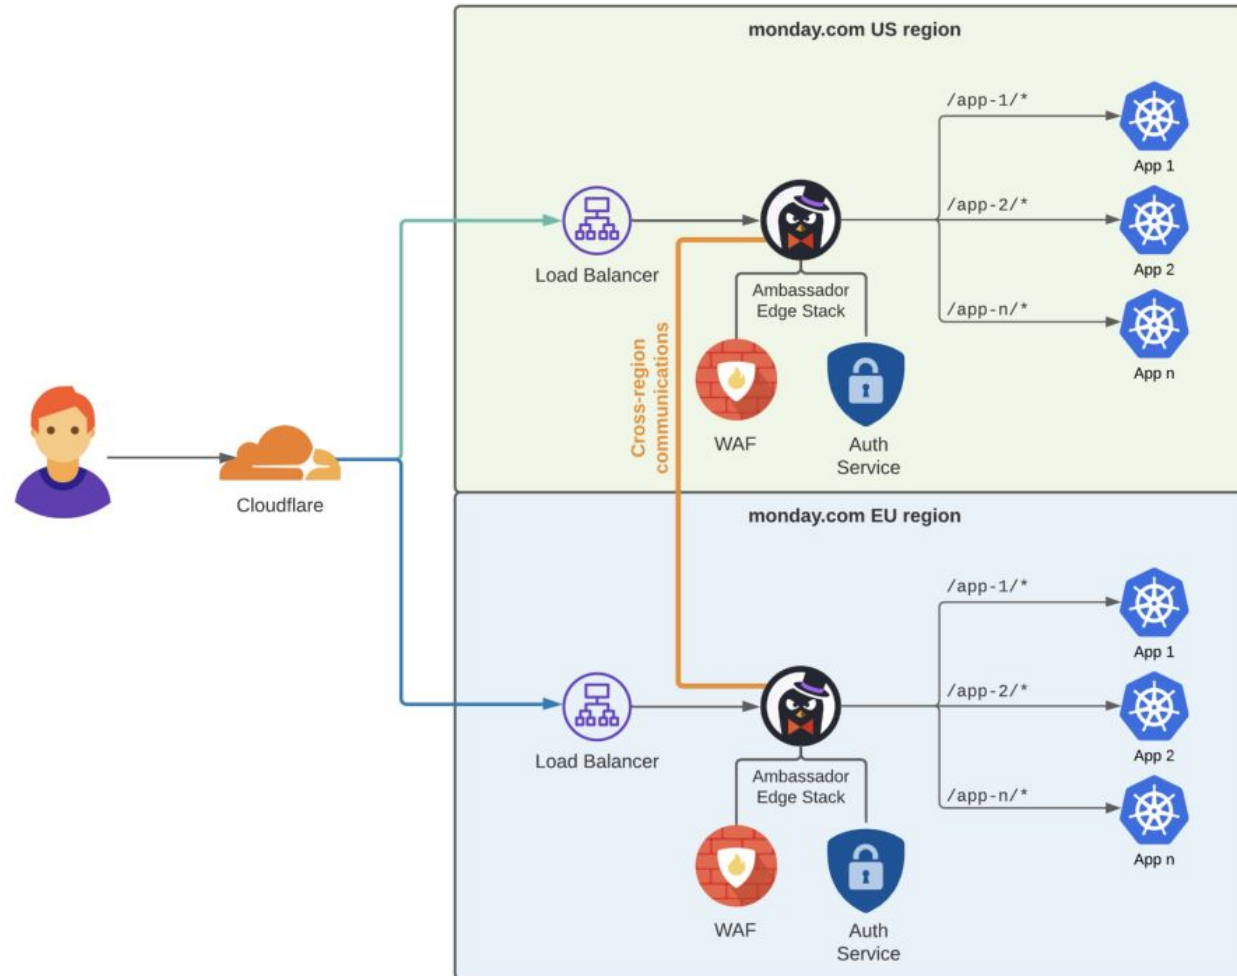 monday.com US region
/app-1/*
App 1
/app-2/*
Load Balancer
App 2
Ambassador
Edge Stack
/app-n/*
App n
Cross-region
communications
WAF
Auth
Service
Cloudflare
monday.com EU region
/app-1/*
App 1
/app-2/*
Load Balancer
App 2
Ambassador
Edge Stack
/app-n/*
App n
WAF
Auth
Service